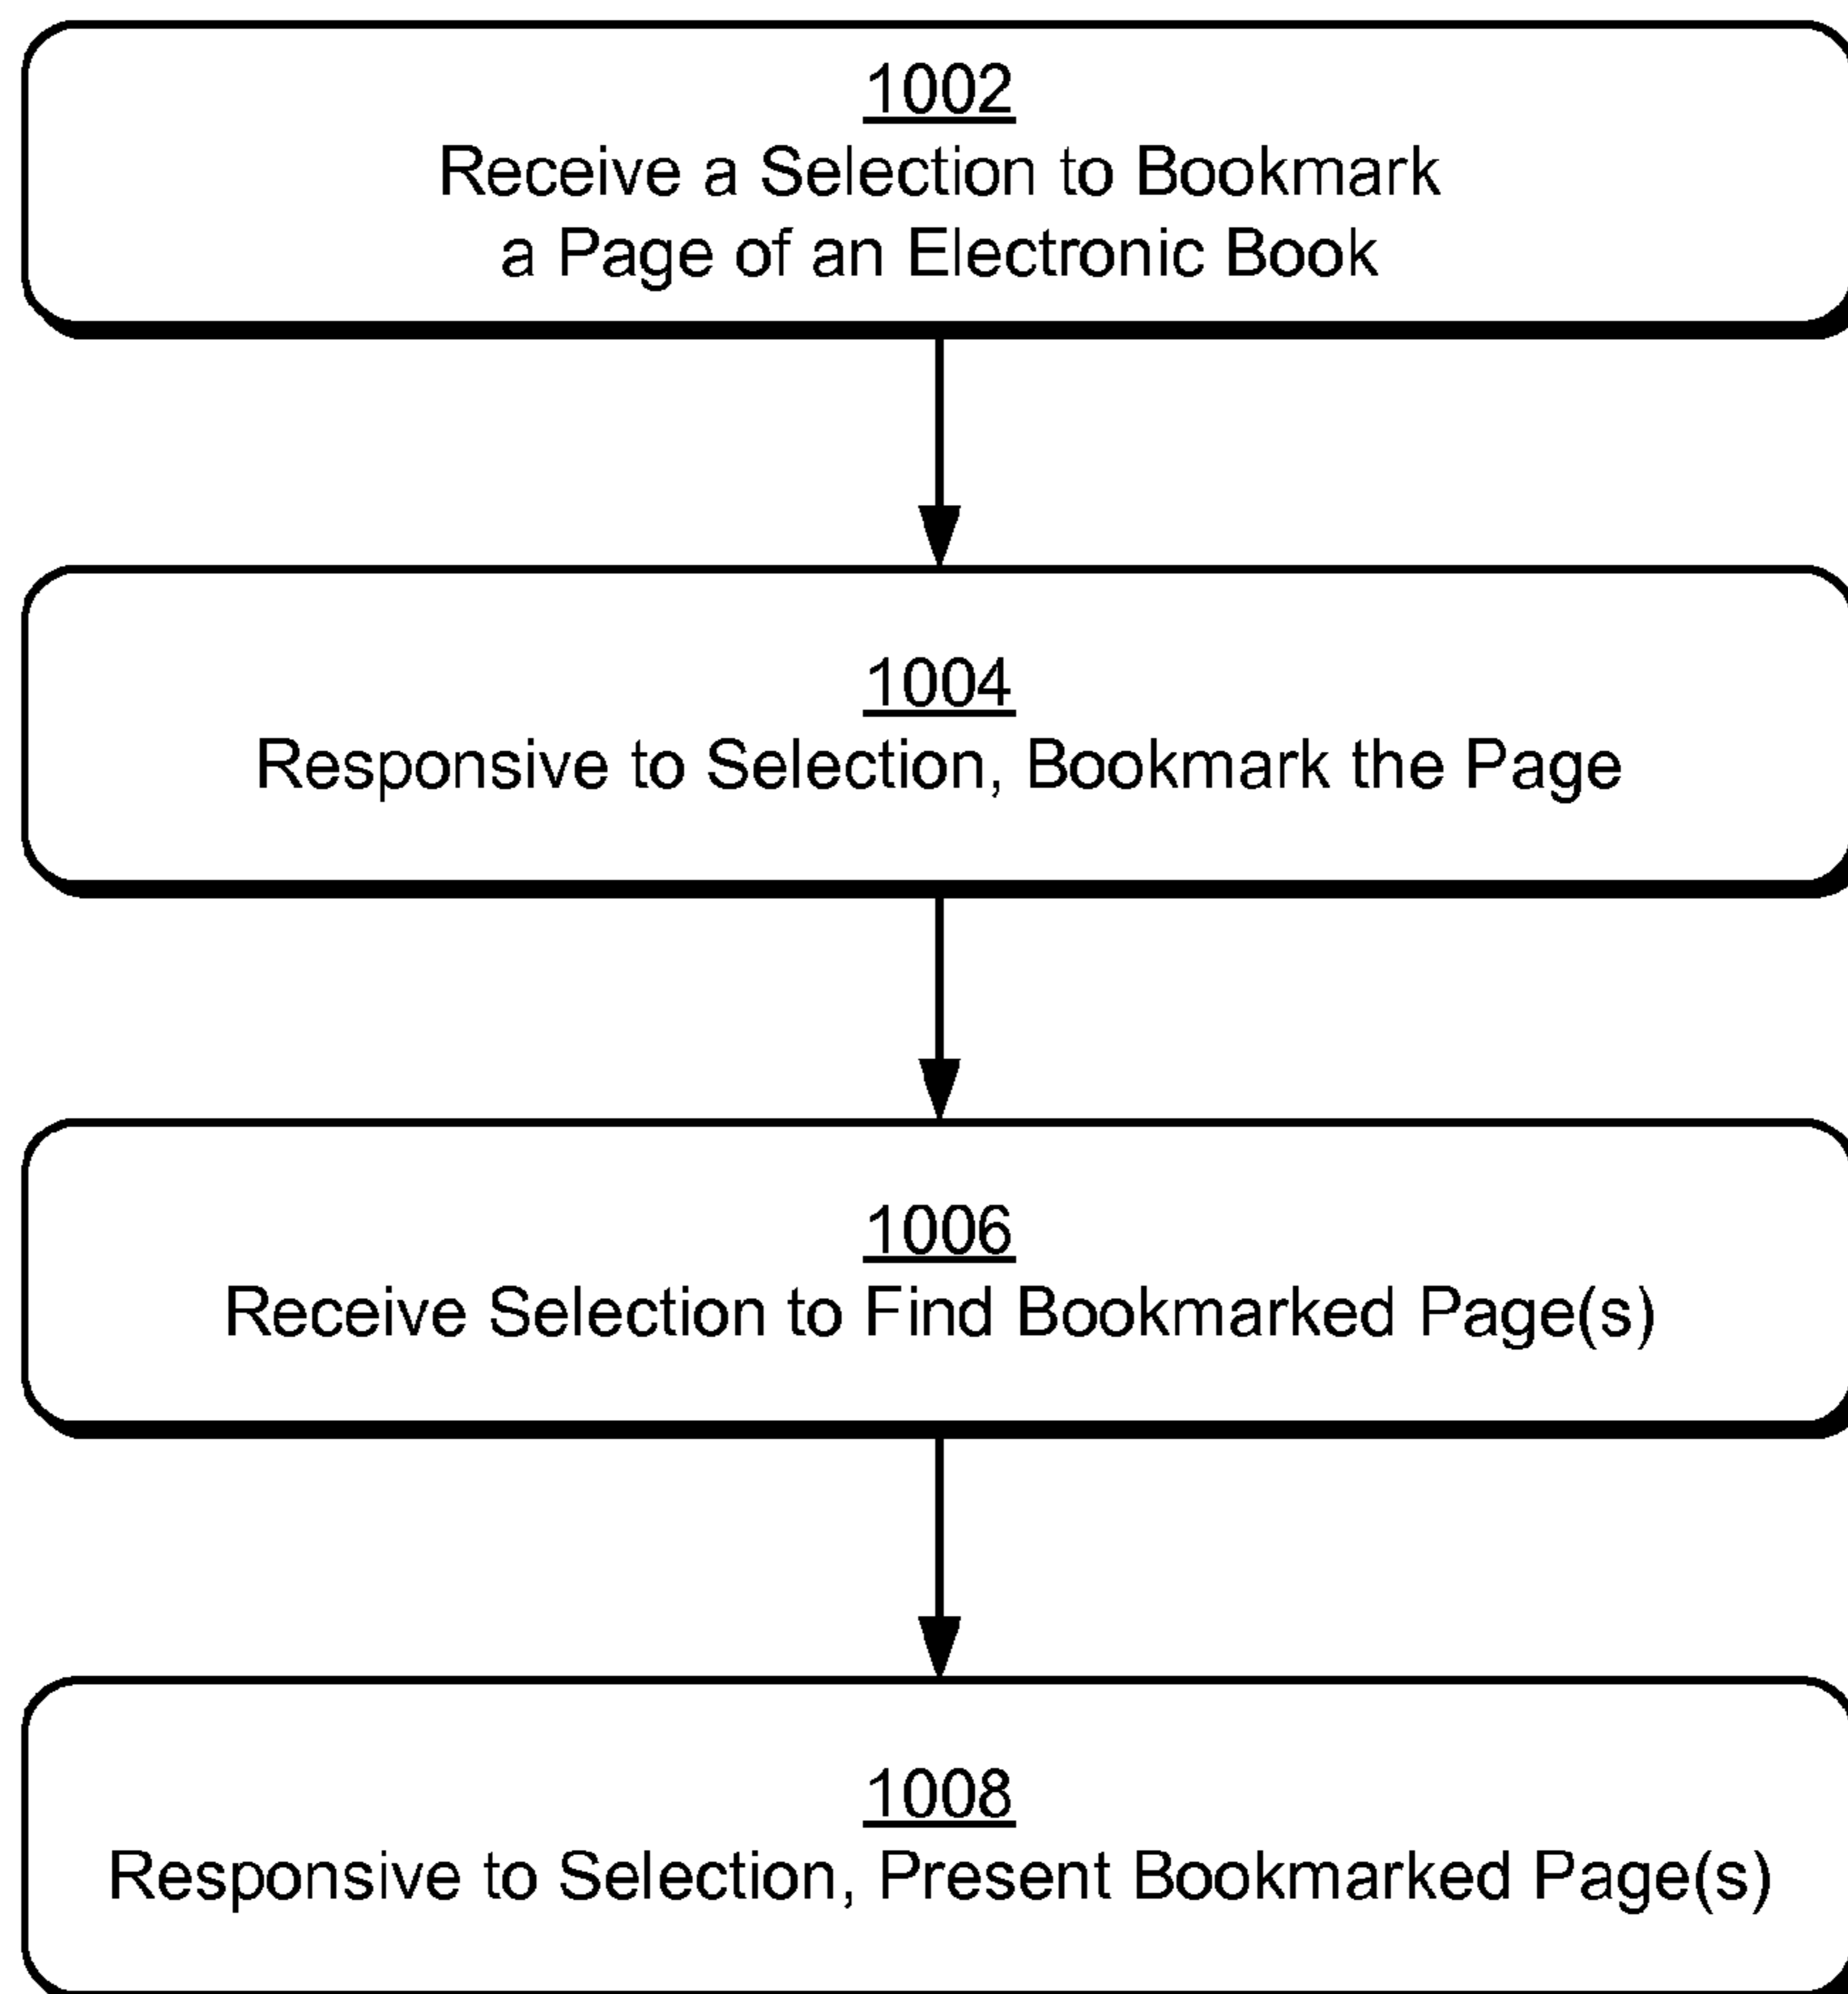 1002
Receive a Selection to Bookmark
a Page of an Electronic Book
1004
Responsive to Selection, Bookmark the Page
1006
Receive Selection to Find Bookmarked Page(s)
1008
Responsive to Selection, Present Bookmarked Page(s)